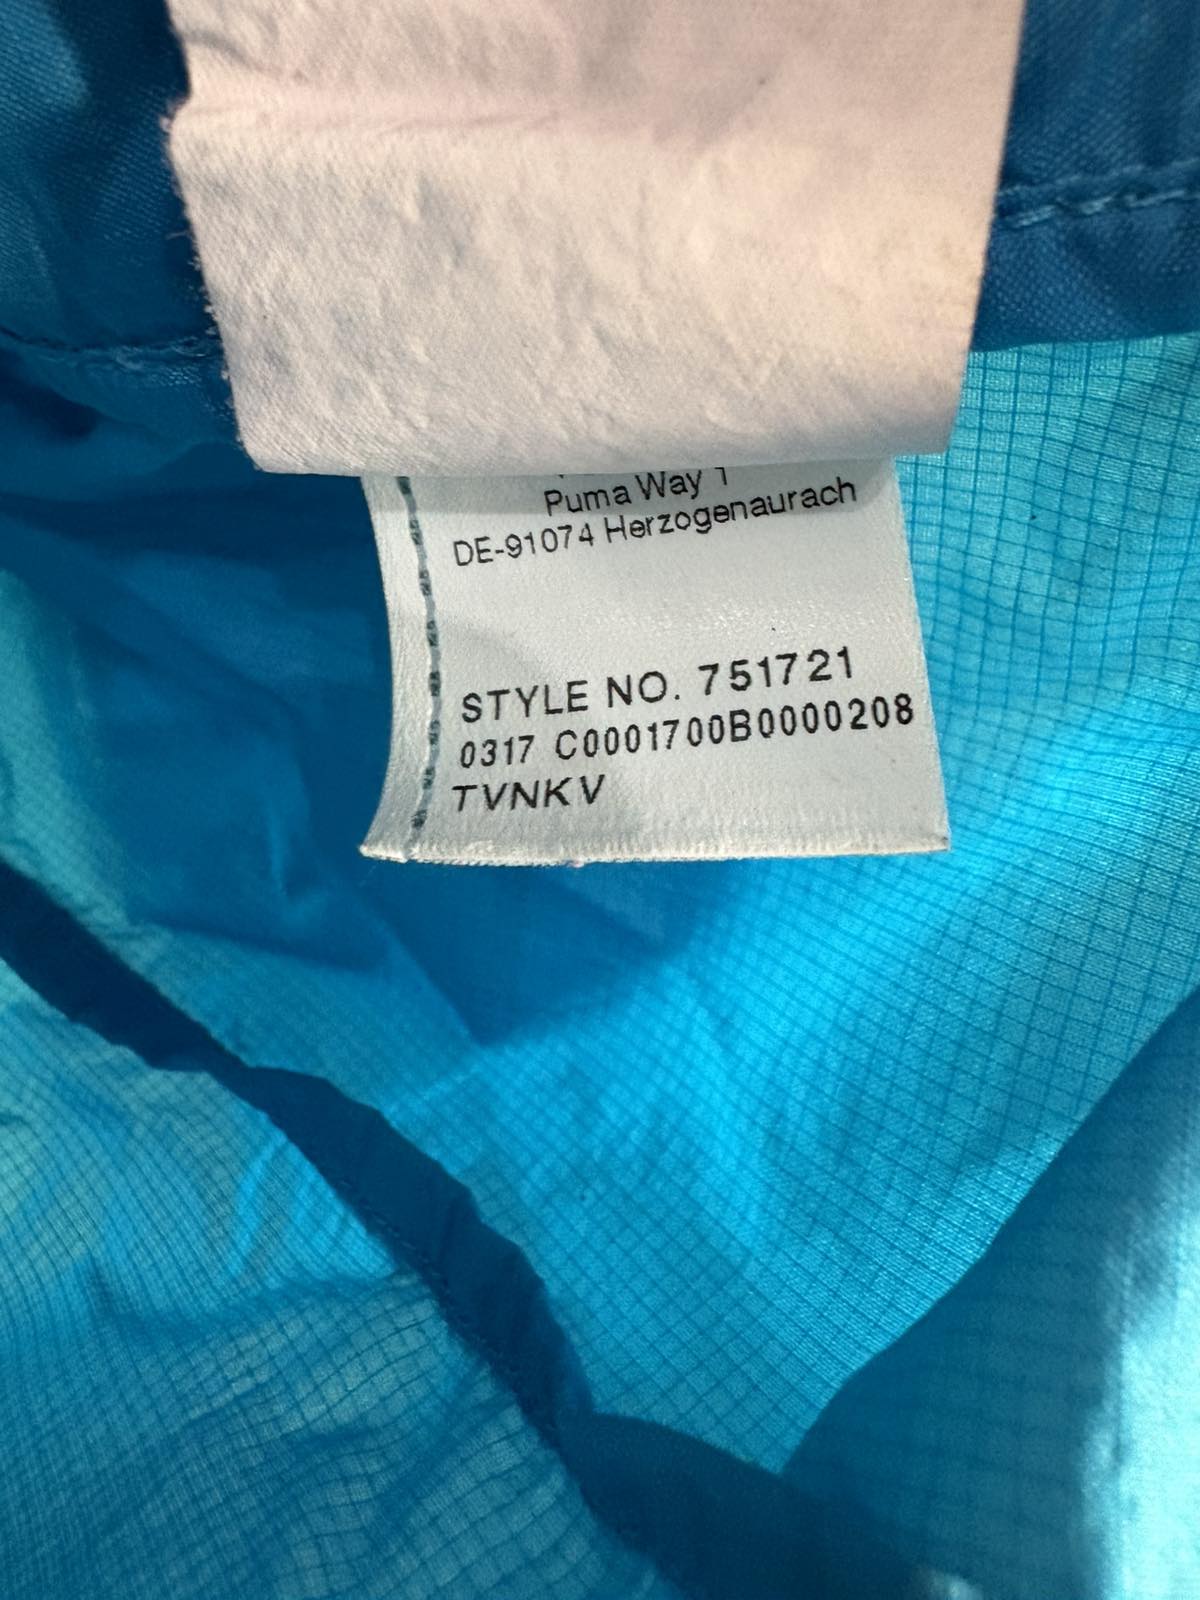 Puma Way 1
DE-91074 Herzogenaurach
STYLE NO. 751721
0317 C0001700B0000208
TVNKV